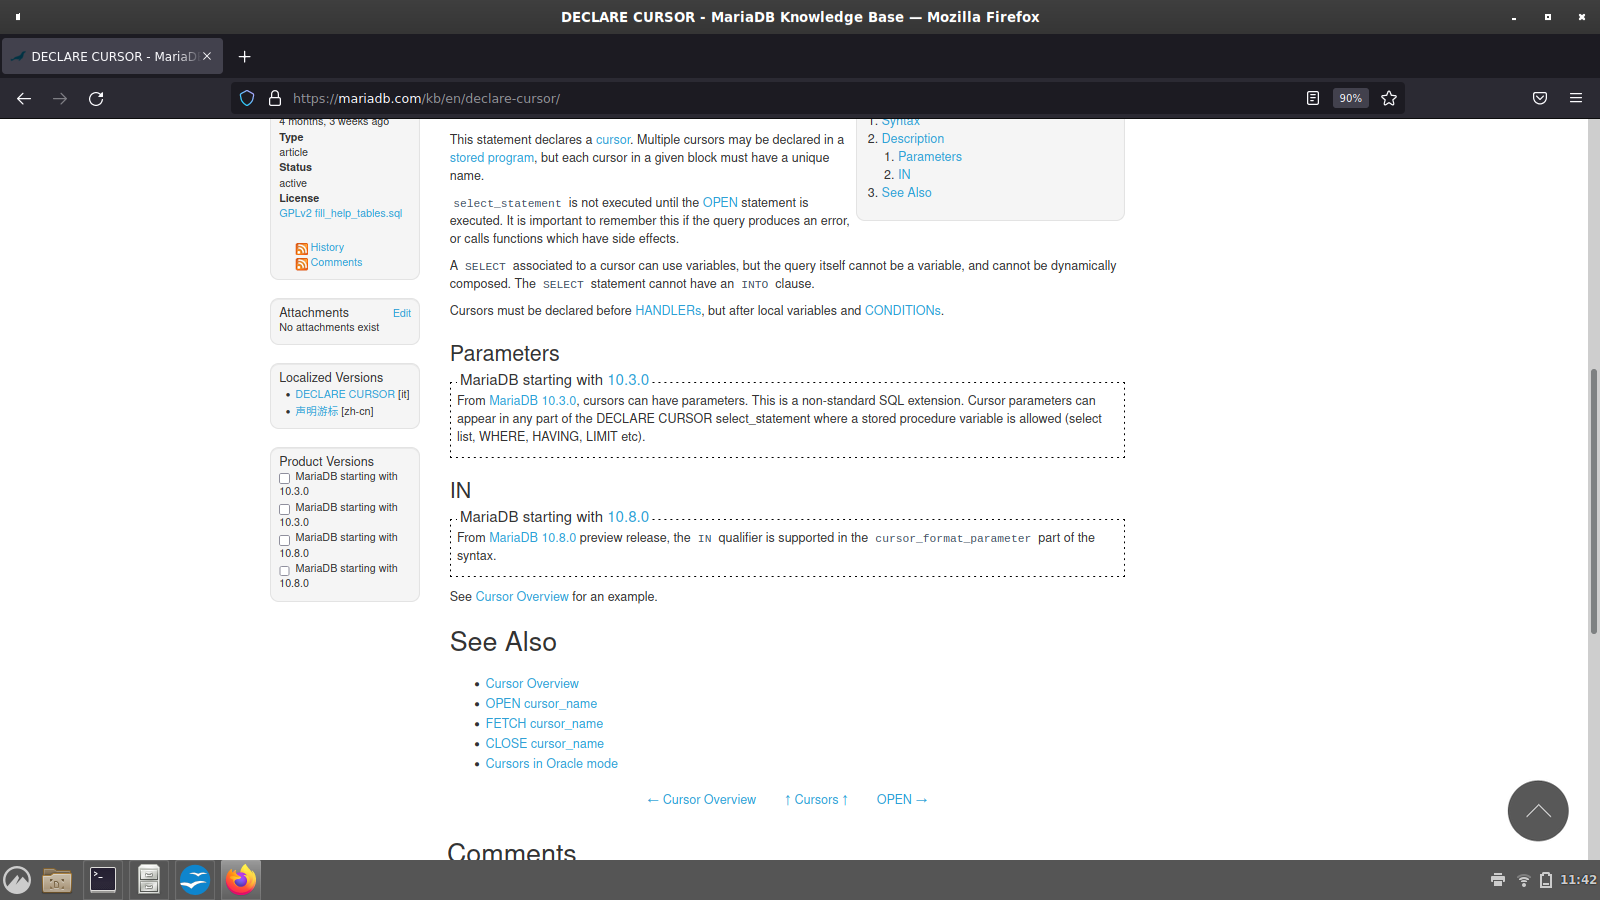 DECLARE CURSOR - MariaDB Knowledge Base — Mozilla Firefox
DECLARE CURSOR - MariaD
https://mariadb.com/kb/en/declare-cursor/
90%
4 months, 3 weeks ago
Type
article
Status
active
License
GPLv2 fill_help_tables.sql
History
Comments
Attachments Edit
No attachments exist
Localized Versions
• DECLARE CURSOR [it]
• 声明游标 [zh-cn]
Product Versions
MariaDB starting with
10.3.0
MariaDB starting with
10.3.0
MariaDB starting with
10.8.0
MariaDB starting with
10.8.0
This statement declares a cursor. Multiple cursors may be declared in a
stored program, but each cursor in a given block must have a unique
name.
select_statement is not executed until the OPEN statement is
executed. It is important to remember this if the query produces an error,
or calls functions which have side effects.
1. Syntax
2. Description
1. Parameters
2. IN
3. See Also
A SELECT associated to a cursor can use variables, but the query itself cannot be a variable, and cannot be dynamically
composed. The SELECT statement cannot have an INTO clause.
Cursors must be declared before HANDLERs, but after local variables and CONDITIONs.
Parameters
MariaDB starting with 10.3.0
From MariaDB 10.3.0, cursors can have parameters. This is a non-standard SQL extension. Cursor parameters can
appear in any part of the DECLARE CURSOR select_statement where a stored procedure variable is allowed (select
list, WHERE, HAVING, LIMIT etc).
IN
MariaDB starting with 10.8.0
From MariaDB 10.8.0 preview release, the IN qualifier is supported in the cursor_format_parameter part of the
syntax.
See Cursor Overview for an example.
See Also
• Cursor Overview
• OPEN cursor_name
• FETCH cursor_name
• CLOSE cursor_name
• Cursors in Oracle mode
← Cursor Overview ↑ Cursors ↑ OPEN →
Comments
11:42